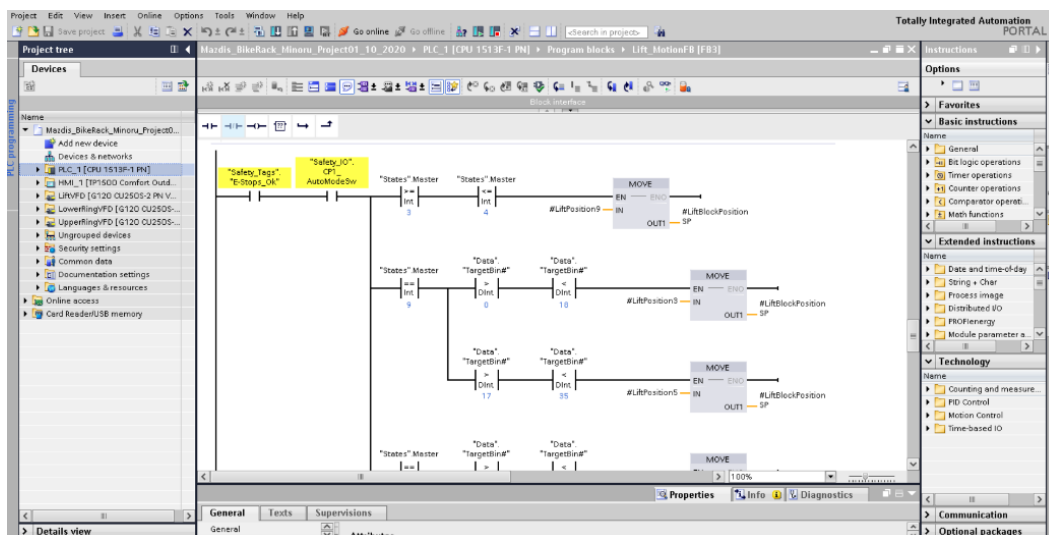 Project Edit View Insert Online Options Tools Window Help
Totally Integrated Automation
PORTAL
Save project
Go online
Go offline
<Search in project>
Project tree
Mazdis_BikeRack_Minoru_Project01_10_2020 PLC_1 [CPU 1513F-1 PN] Program blocks Lift_MotionFB [FB3]
Instructions
Devices
Options
PLC programming
Block interface
Name
Mazdis_BikeRack_Minoru_Project0...
Add new device
Devices & networks
PLC_1 [CPU 1513F-1 PN]
HMI_1 [TP1500 Comfort Outd...
LiftVFD [G120 CU250S-2 PN V...
LowerRingVFD [G120 CU250S-...
UpperRingVFD [G120 CU250S-...
Ungrouped devices
Security settings
Common data
Documentation settings
Languages & resources
Online access
Card Reader/USB memory
Details view
"Safety_Tags".
"E-Stops_Ok"
"Safety_IO".
CP1_
AutoModeSw
"States".Master
>=
Int
3
"States".Master
<=
Int
4
MOVE
EN ENO
#LiftPosition9 IN
OUT1
#LiftBlockPosition
SP
"States".Master
==
Int
9
"Data".
"TargetBin#"
>
DInt
0
"Data".
"TargetBin#"
<
DInt
10
MOVE
EN ENO
#LiftPosition3 IN
OUT1
#LiftBlockPosition
SP
"Data".
"TargetBin#"
>
DInt
17
"Data".
"TargetBin#"
<
DInt
35
MOVE
EN ENO
#LiftPosition5 IN
OUT1
#LiftBlockPosition
SP
"States".Master
==
"Data".
"TargetBin#"
>
"Data".
"TargetBin#"
<
MOVE
100%
Properties
Info
Diagnostics
General Texts Supervisions
General
Favorites
Basic instructions
Name
General
Bit logic operations
Timer operations
Counter operations
Comparator operati...
Math functions
Extended instructions
Name
Date and time-of-day
String + Char
Process image
Distributed I/O
PROFIenergy
Module parameter a...
Technology
Name
Counting and measure...
PID Control
Motion Control
Time-based IO
Communication
Optional packages